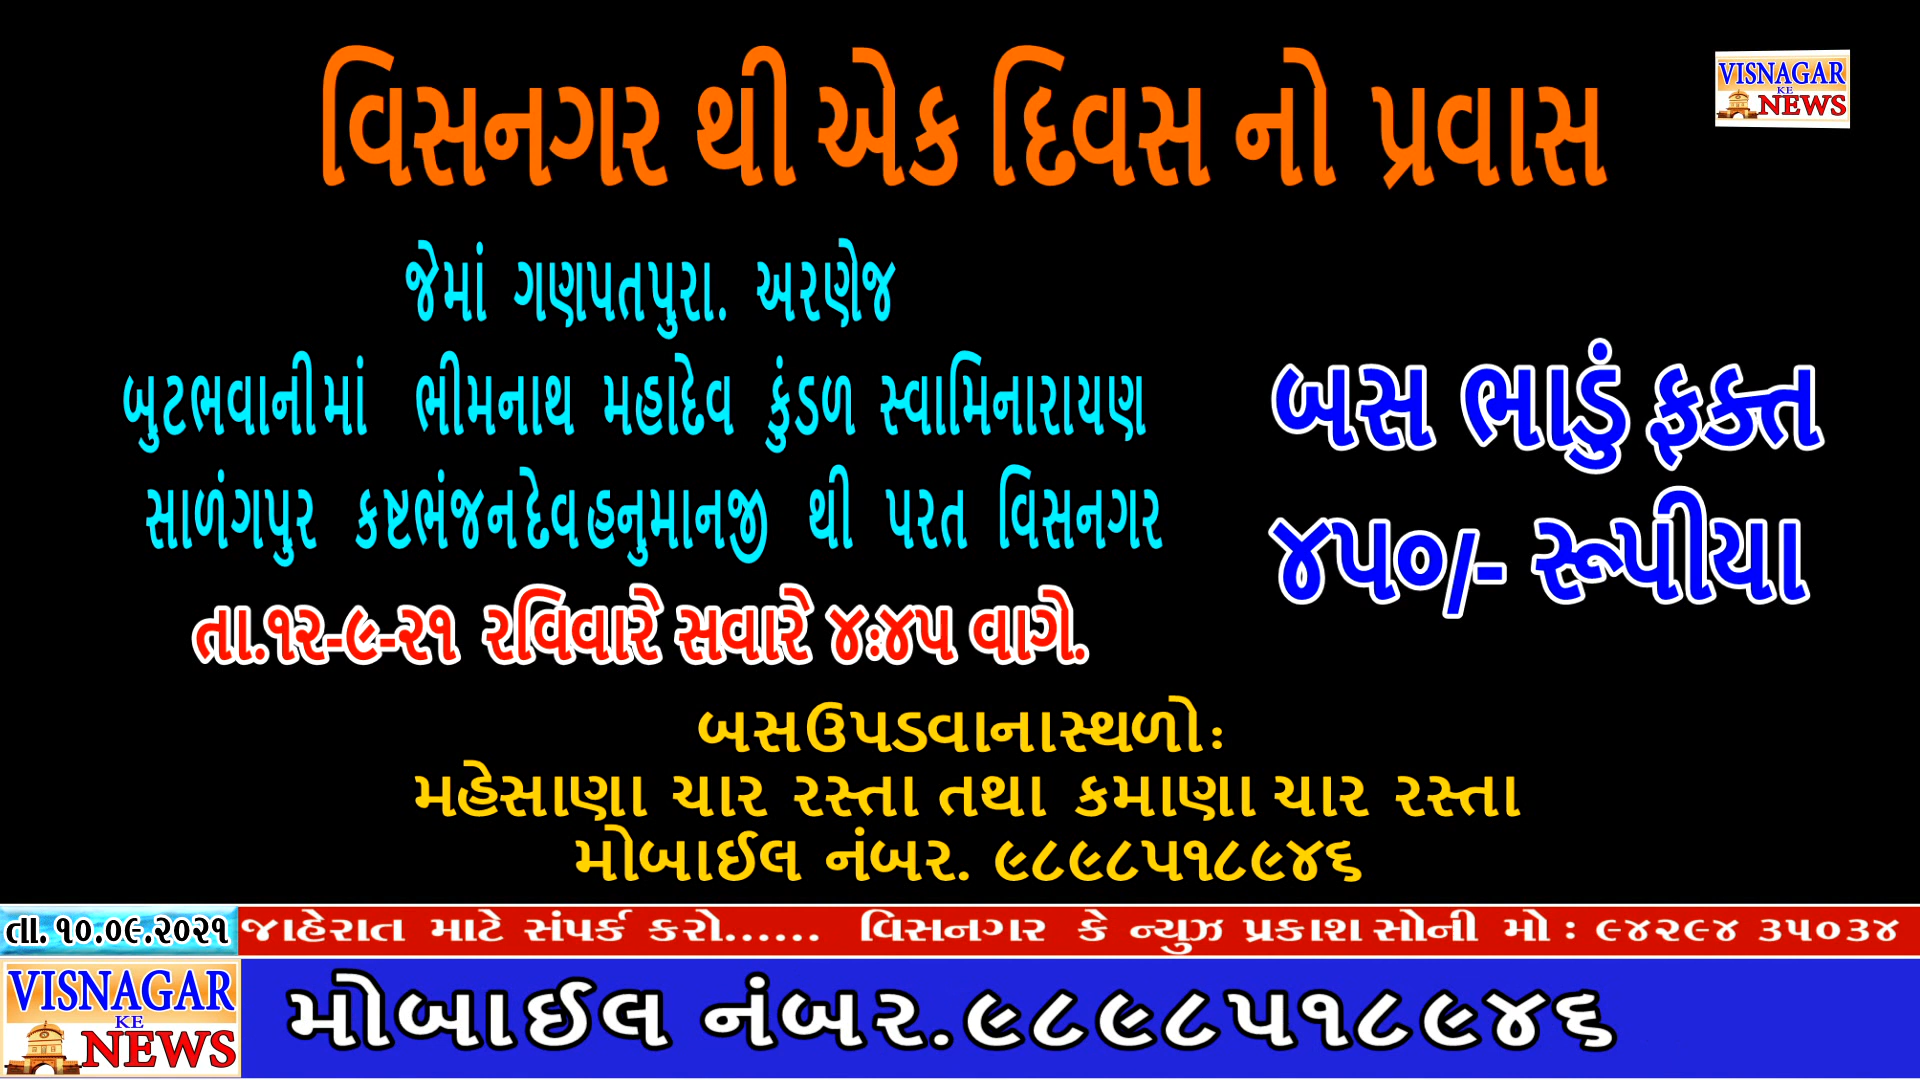 વિસનગર થી એક દિવસ નો પ્રવાસ
VISNAGAR
KE
NEWS
જેમાં ગણપતપુરા. અરણેજ
બુટભવાનીમાં ભીમનાથ મહાદેવ કુંડળ સ્વામિનારાયણ
સાળંગપુર કષ્ટભંજનદેવહનુમાનજી થી પરત વિસનગર
બસ ભાડું ફક્ત
૪૫૦/- રૂપીયા
તા.૧૨-૯-૨૧ રવિવારે સવારે ૪:૪૫ વાગે.
બસઉપડવાનાસ્થળો:
મહેસાણા ચાર રસ્તા તથા કમાણા ચાર રસ્તા
મોબાઈલ નંબર. ૯૮૯૮૫૧૮૯૪૬
તા. ૧૦.૦૯.૨૦૨૧
જાહેરાત માટે સંપર્ક કરો...... વિસનગર કે ન્યુઝ પ્રકાશ સોની મો : ૯૪૨૯૪ ૩૫૦૩૪
VISNAGAR
KE
NEWS
મોબાઈલ નંબર.૯૮૯૮૫૧૮૯૪૬